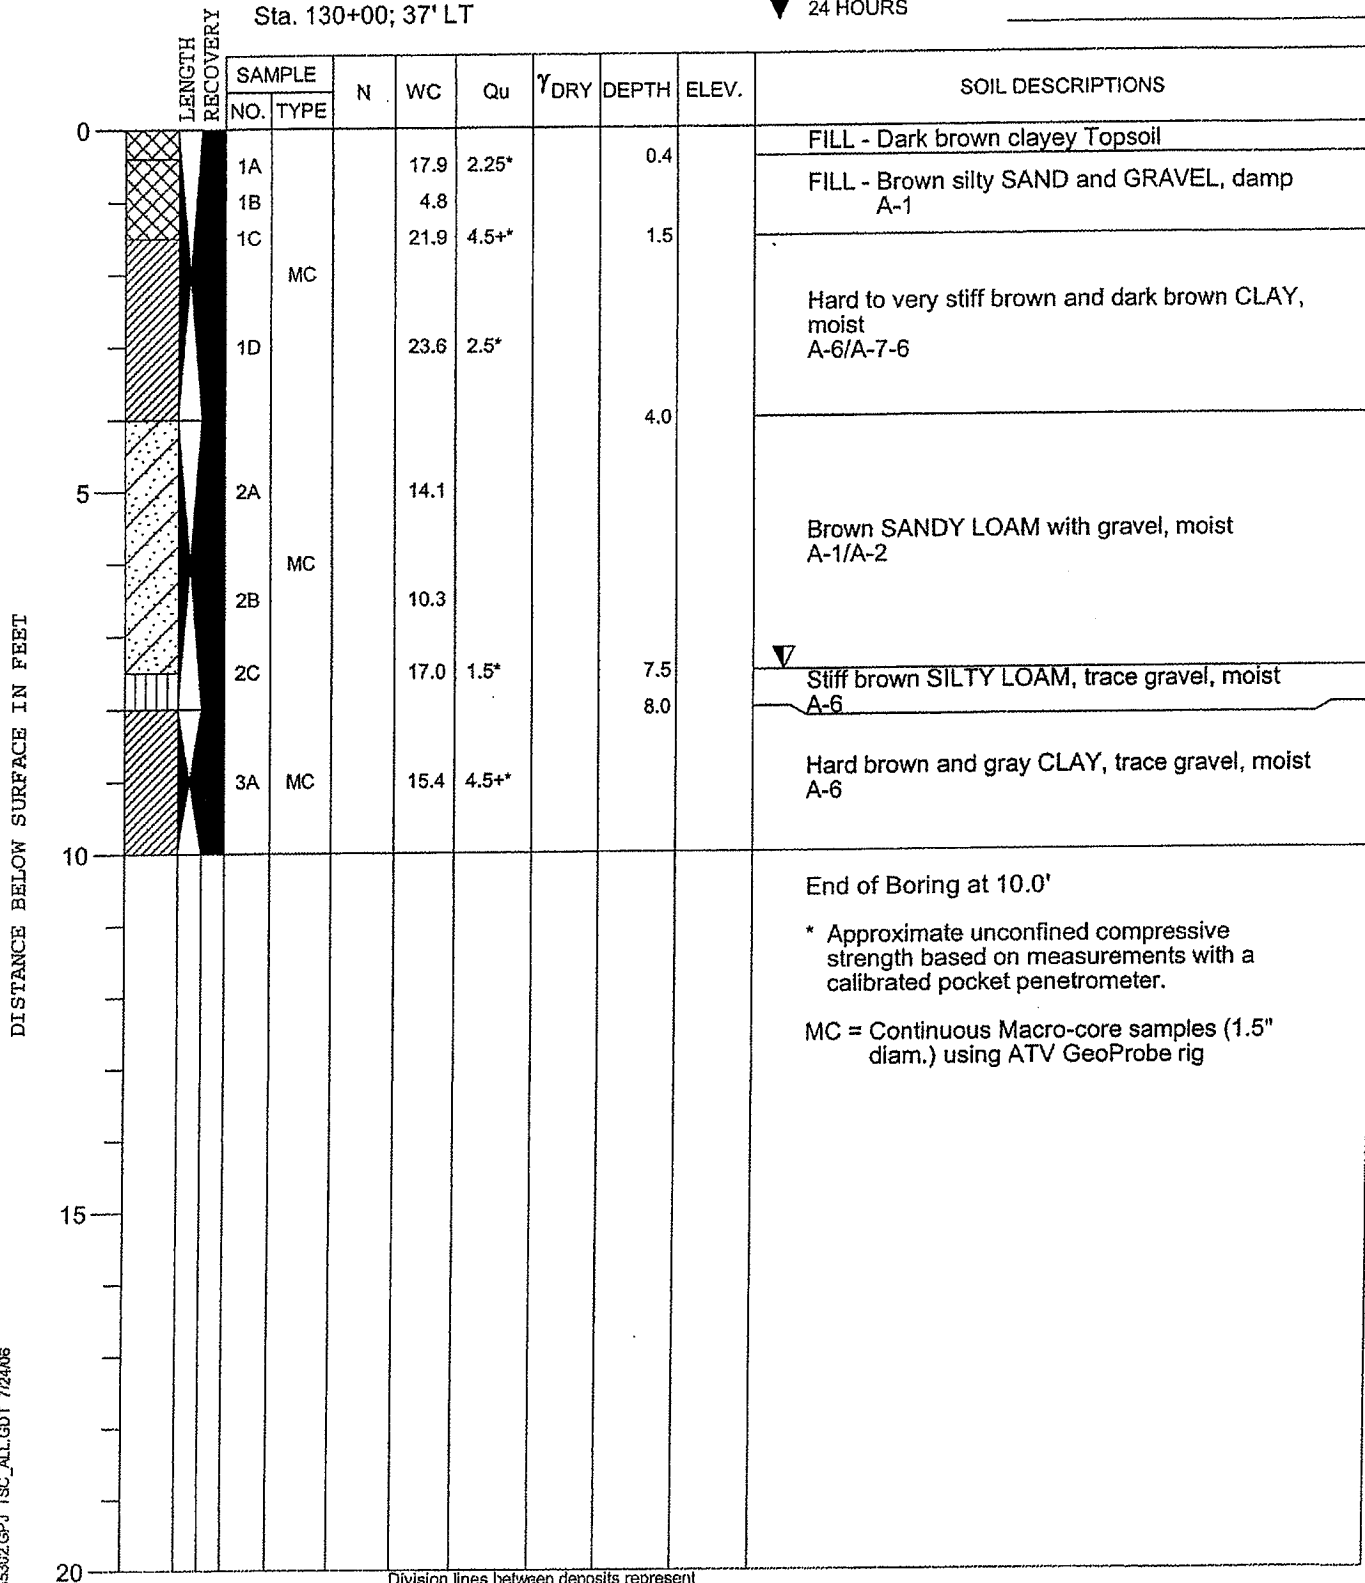 Sta. 130+00; 37' LT
24 HOURS
LENGTH
RECOVERY
SAMPLE
NO. TYPE
N
WC
Qu
γDRY
DEPTH
ELEV.
SOIL DESCRIPTIONS
DISTANCE BELOW SURFACE IN FEET
0
FILL - Dark brown clayey Topsoil
1A 17.9 2.25* 0.4
FILL - Brown silty SAND and GRAVEL, damp
A-1
1B 4.8
1C 21.9 4.5+* 1.5
MC
Hard to very stiff brown and dark brown CLAY,
moist
A-6/A-7-6
1D 23.6 2.5*
4.0
5
2A 14.1
Brown SANDY LOAM with gravel, moist
A-1/A-2
MC
2B 10.3
2C 17.0 1.5* 7.5
Stiff brown SILTY LOAM, trace gravel, moist
A-6
8.0
Hard brown and gray CLAY, trace gravel, moist
A-6
3A MC 15.4 4.5+*
10
End of Boring at 10.0'
* Approximate unconfined compressive
strength based on measurements with a
calibrated pocket penetrometer.
MC = Continuous Macro-core samples (1.5"
diam.) using ATV GeoProbe rig
15
20
Division lines between deposits represent
TSC_ALL.GDT 7/24/06